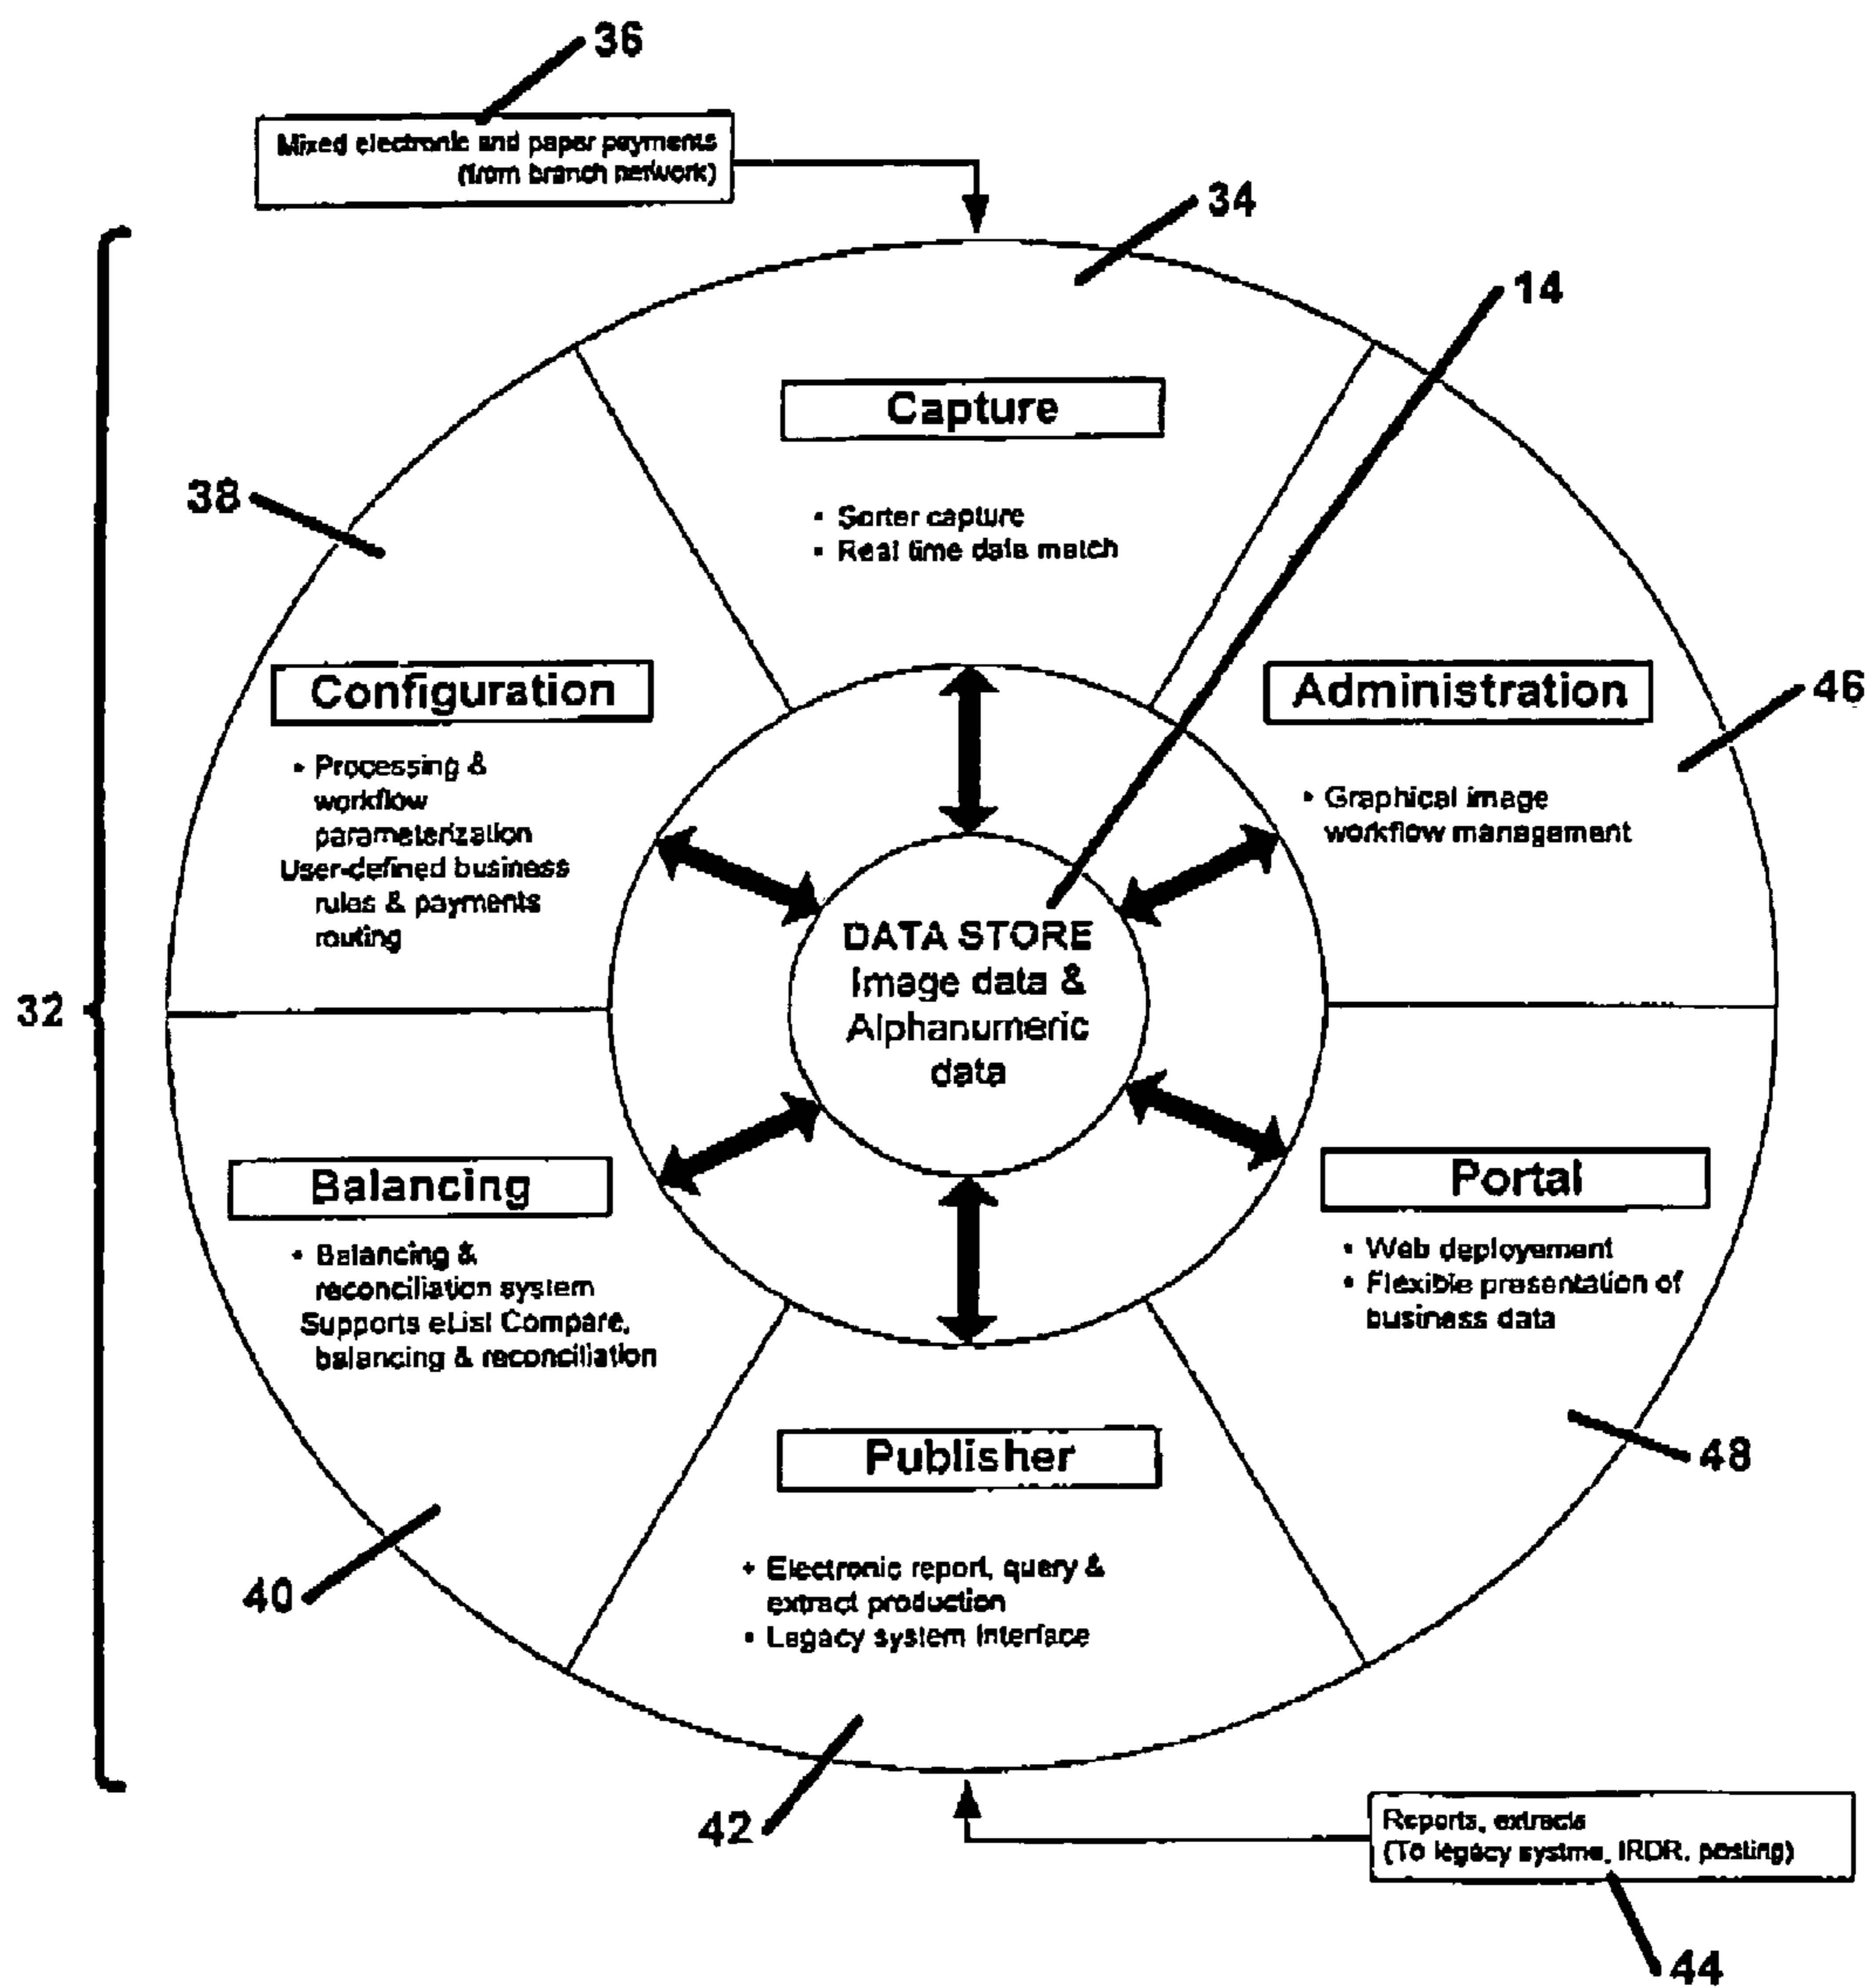 36
Mixed electronic and paper payments
(from branch network)
34
14
Capture
38
• Sorter capture
• Real time data match
Configuration
Administration
46
• Processing &
workflow
parameterization
User-defined business
rules & payments
routing
• Graphical image
workflow management
DATA STORE
Image data &
Alphanumeric
data
32
Balancing
Portal
• Balancing &
reconciliation system
Supports eList Compare,
balancing & reconciliation
• Web deployement
• Flexible presentation of
business data
Publisher
48
40
• Electronic report, query &
extract production
• Legacy system interface
42
Reports, extracts
(To legacy systme, IRDR, posting)
44